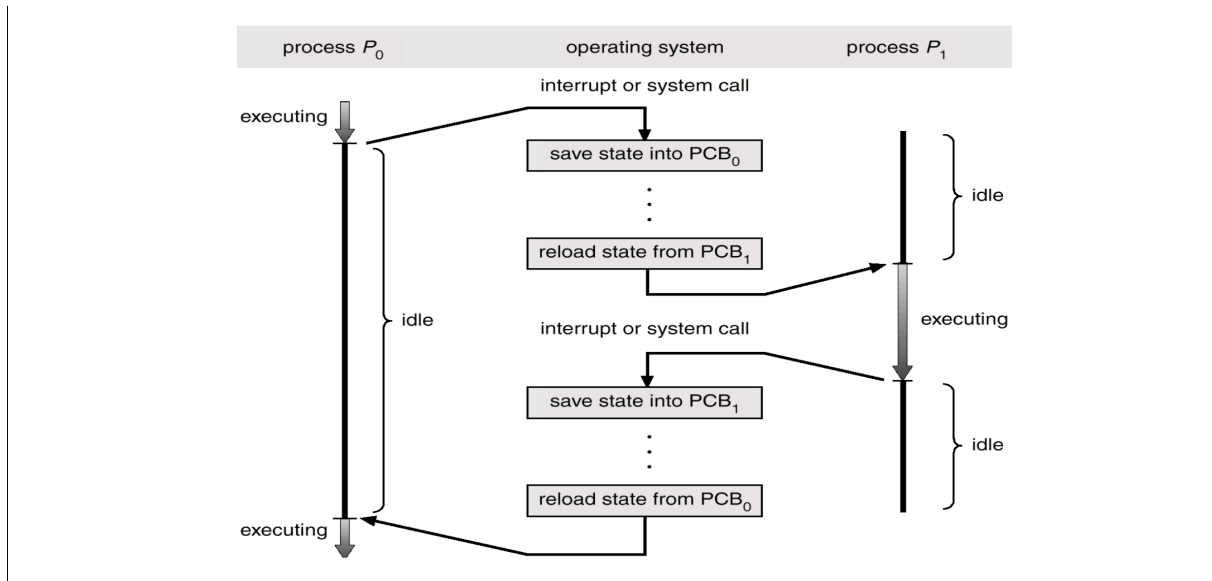 process P0 operating system process P1
interrupt or system call
executing
save state into PCB0
idle
reload state from PCB1
idle
executing
interrupt or system call
save state into PCB1
idle
reload state from PCB0
executing